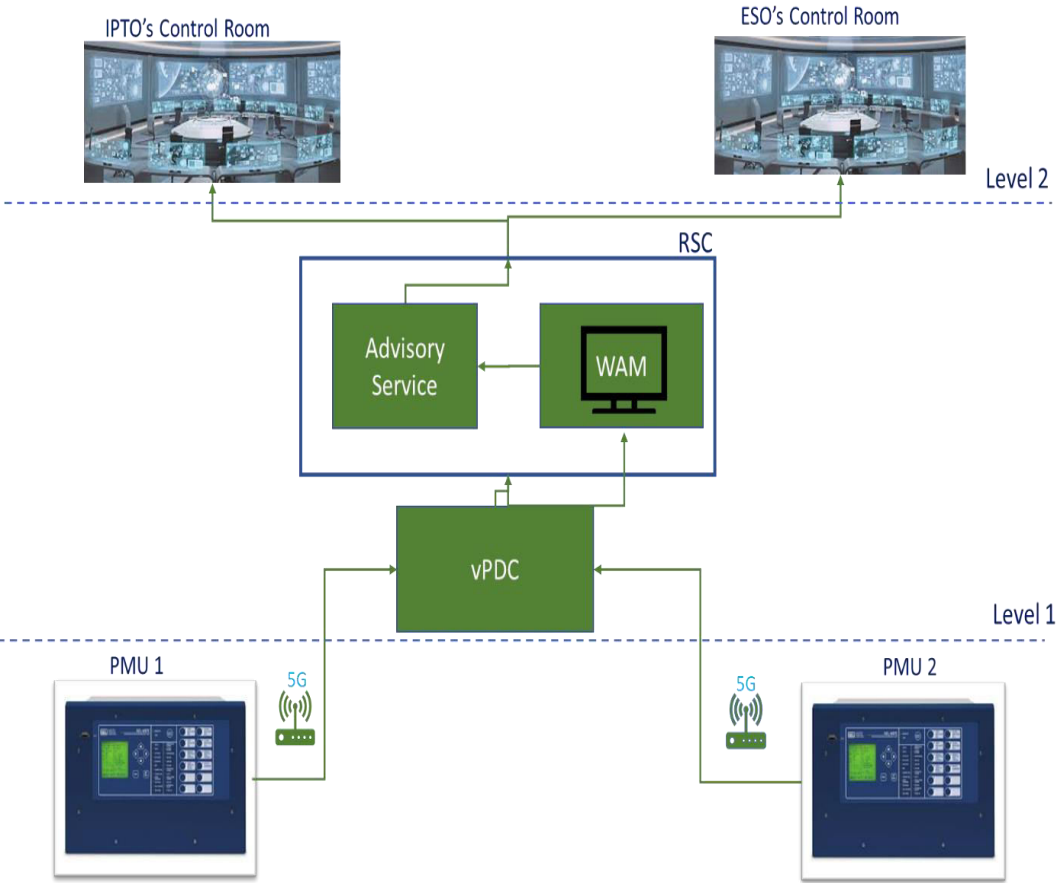 IPTO’s Control Room
ESO’s Control Room
Level 2
RSC
Advisory
Service
WAM
vPDC
Level 1
PMU 1
5G
5G
PMU 2